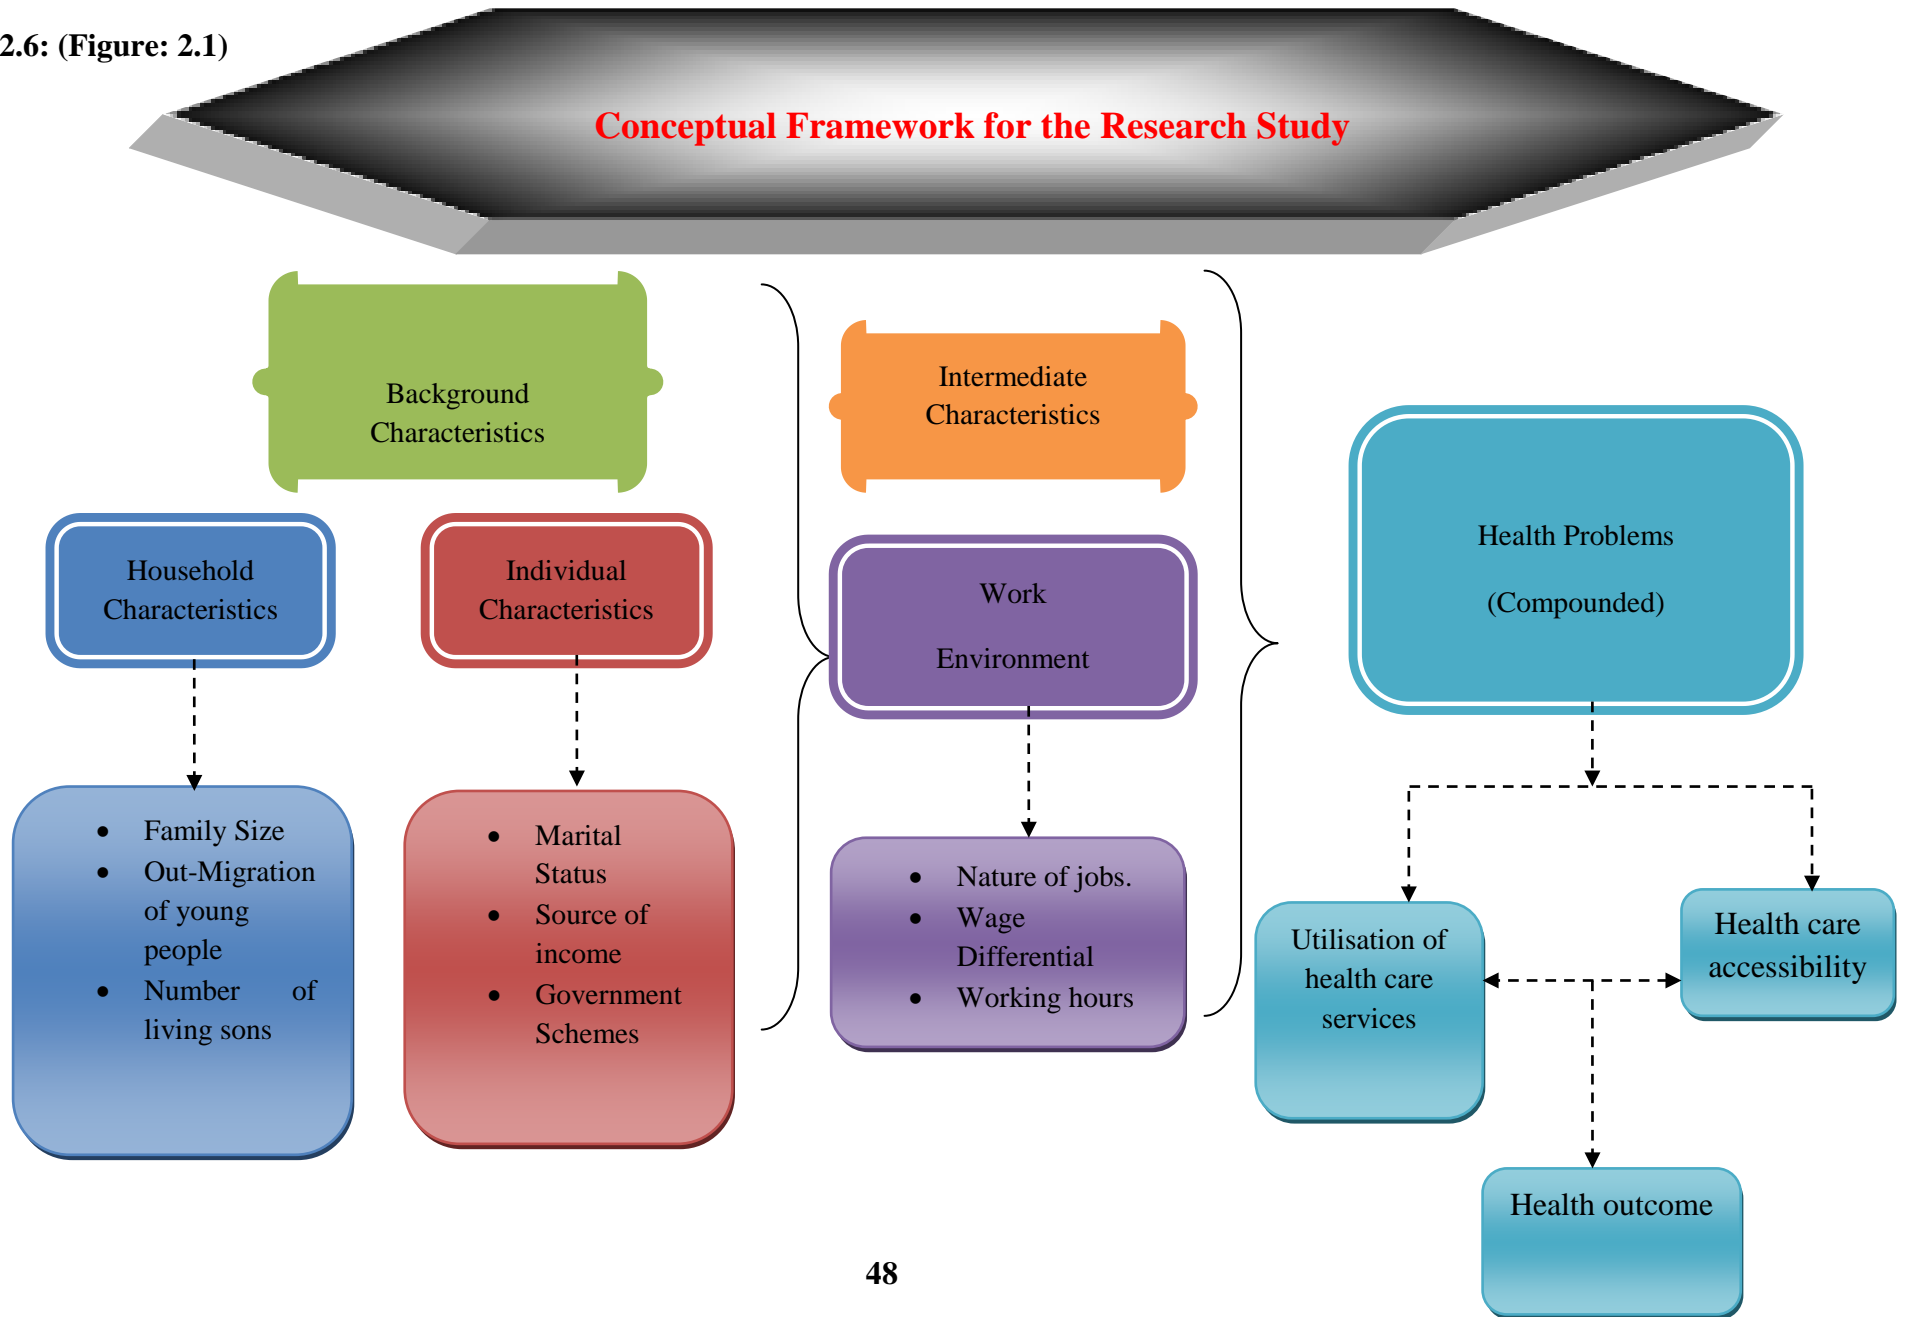 2.6: (Figure: 2.1)
Conceptual Framework for the Research Study
Background
Characteristics
Intermediate
Characteristics
Household
Characteristics
Individual
Characteristics
Work
Environment
Health Problems
(Compounded)
• Family Size
• Out-Migration
of young
people
• Number of
living sons
• Marital
Status
• Source of
income
• Government
Schemes
• Nature of jobs.
• Wage
Differential
• Working hours
Utilisation of
health care
services
Health care
accessibility
Health outcome
48